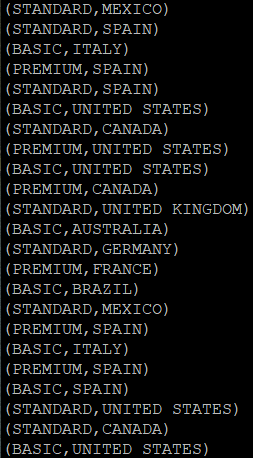 (STANDARD,MEXICO)
(STANDARD,SPAIN)
(BASIC,ITALY)
(PREMIUM,SPAIN)
(STANDARD,SPAIN)
(BASIC,UNITED STATES)
(STANDARD,CANADA)
(PREMIUM,UNITED STATES)
(BASIC,UNITED STATES)
(PREMIUM,CANADA)
(STANDARD,UNITED KINGDOM)
(BASIC,AUSTRALIA)
(STANDARD,GERMANY)
(PREMIUM,FRANCE)
(BASIC,BRAZIL)
(STANDARD,MEXICO)
(PREMIUM,SPAIN)
(BASIC,ITALY)
(PREMIUM,SPAIN)
(BASIC,SPAIN)
(STANDARD,UNITED STATES)
(STANDARD,CANADA)
(BASIC,UNITED STATES)